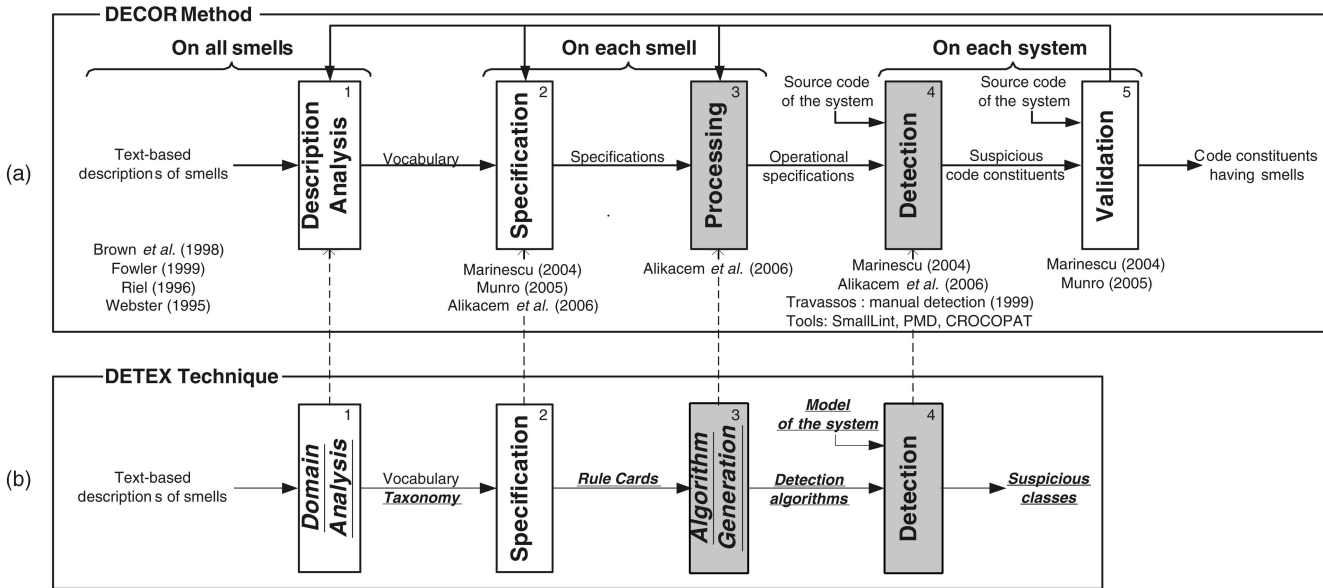 DECOR Method
On all smells
On each smell
On each system
(a)
Text-based
descriptions of smells
1
Description
Analysis
Vocabulary
2
Specification
Specifications
3
Processing
Operational
specifications
Source code
of the system
4
Detection
Suspicious
code constituents
Source code
of the system
5
Validation
Code constituents
having smells
Brown et al. (1998)
Fowler (1999)
Riel (1996)
Webster (1995)
Marinescu (2004)
Munro (2005)
Alikacem et al. (2006)
Alikacem et al. (2006)
Marinescu (2004)
Alikacem et al. (2006)
Travassos : manual detection (1999)
Tools: SmallLint, PMD, CROCOPAT
Marinescu (2004)
Munro (2005)
DETEX Technique
(b)
Text-based
descriptions of smells
1
Domain
Analysis
Vocabulary
Taxonomy
2
Specification
Rule Cards
3
Algorithm
Generation
Detection
algorithms
Model
of the system
4
Detection
Suspicious
classes